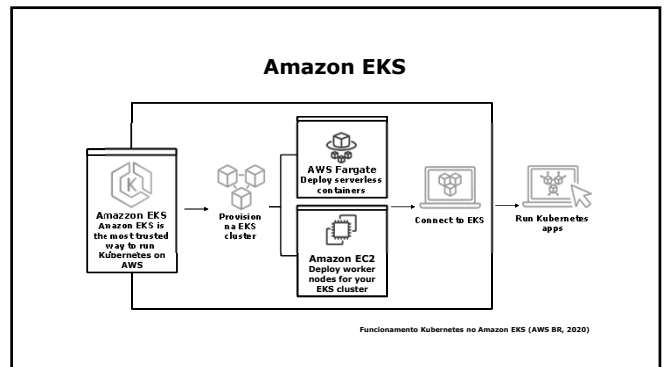 Amazon EKS
Amazzon EKS
Amazon EKS is
the most trusted
way to run
Kubernetes on
AWS
Provision
na EKS
cluster
AWS Fargate
Deploy serverless
containers
Amazon EC2
Deploy worker
nodes for your
EKS cluster
Connect to EKS
Run Kubernetes
apps
Funcionamento Kubernetes no Amazon EKS (AWS BR, 2020)